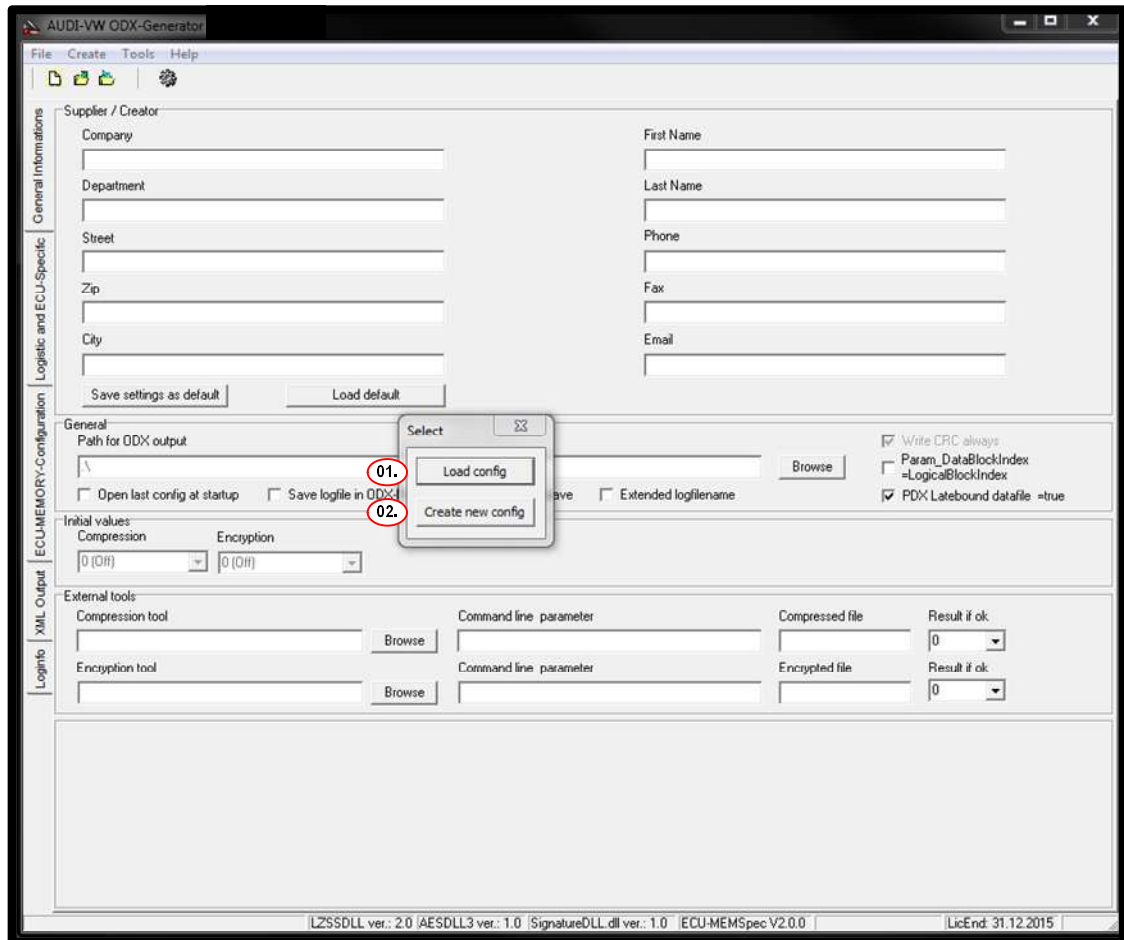 AUDI-VW ODX-Generator
File Create Tools Help
General Informations
Logistic and ECU-Specific
ECU-MEMORY-Configuration
XML Output
Loginfo
Supplier / Creator
Company
First Name
Department
Last Name
Street
Phone
Zip
Fax
City
Email
Save settings as default
Load default
General
Path for ODX output
.\
Browse
Write CRC always
Param_DataBlockIndex
=LogicalBlockIndex
PDX Latebound datafile =true
Open last config at startup
Save logfile in ODX-
ave
Extended logfilename
Select
01. Load config
02. Create new config
Initial values
Compression Encryption
0 (Off) 0 (Off)
External tools
Compression tool Command line parameter Compressed file Result if ok
Browse 0
Encryption tool Command line parameter Encrypted file Result if ok
Browse 0
LZSSDLL ver.: 2.0 AESDLL3 ver.: 1.0 SignatureDLL.dll ver.: 1.0 ECU-MEMSpec V2.0.0 LicEnd: 31.12.2015